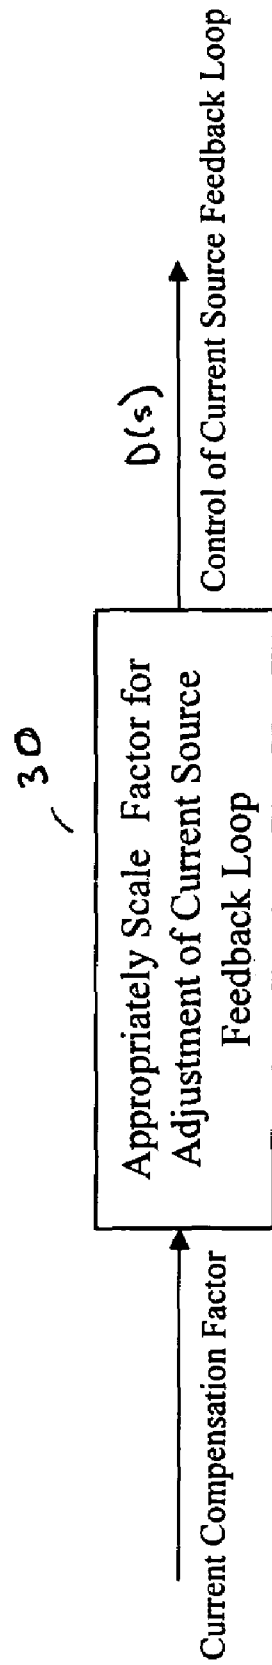 30
Current Compensation Factor
Appropriately Scale Factor for
Adjustment of Current Source
Feedback Loop
D(s)
Control of Current Source Feedback Loop